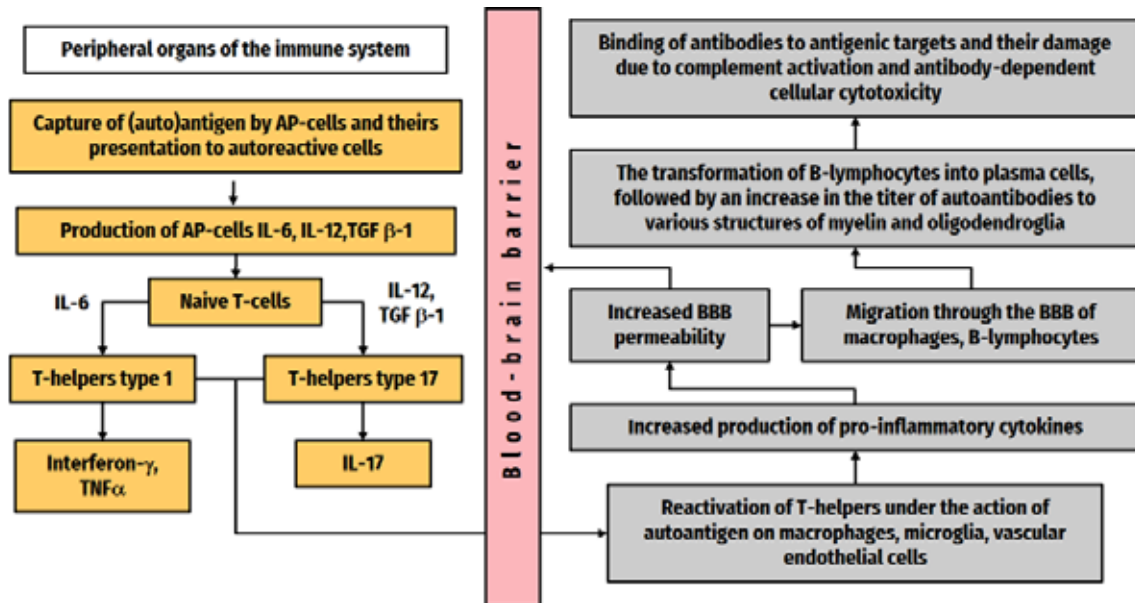 Peripheral organs of the immune system
Capture of (auto)antigen by AP-cells and theirs
presentation to autoreactive cells
Production of AP-cells IL-6, IL-12,TGF β-1
IL-6
Naive T-cells
IL-12,
TGF β-1
T-helpers type 1
T-helpers type 17
Interferon-γ,
TNFα
IL-17
Blood-brain barrier
Binding of antibodies to antigenic targets and their damage
due to complement activation and antibody-dependent
cellular cytotoxicity
The transformation of B-lymphocytes into plasma cells,
followed by an increase in the titer of autoantibodies to
various structures of myelin and oligodendroglia
Increased BBB
permeability
Migration through the BBB of
macrophages, B-lymphocytes
Increased production of pro-inflammatory cytokines
Reactivation of T-helpers under the action of
autoantigen on macrophages, microglia, vascular
endothelial cells